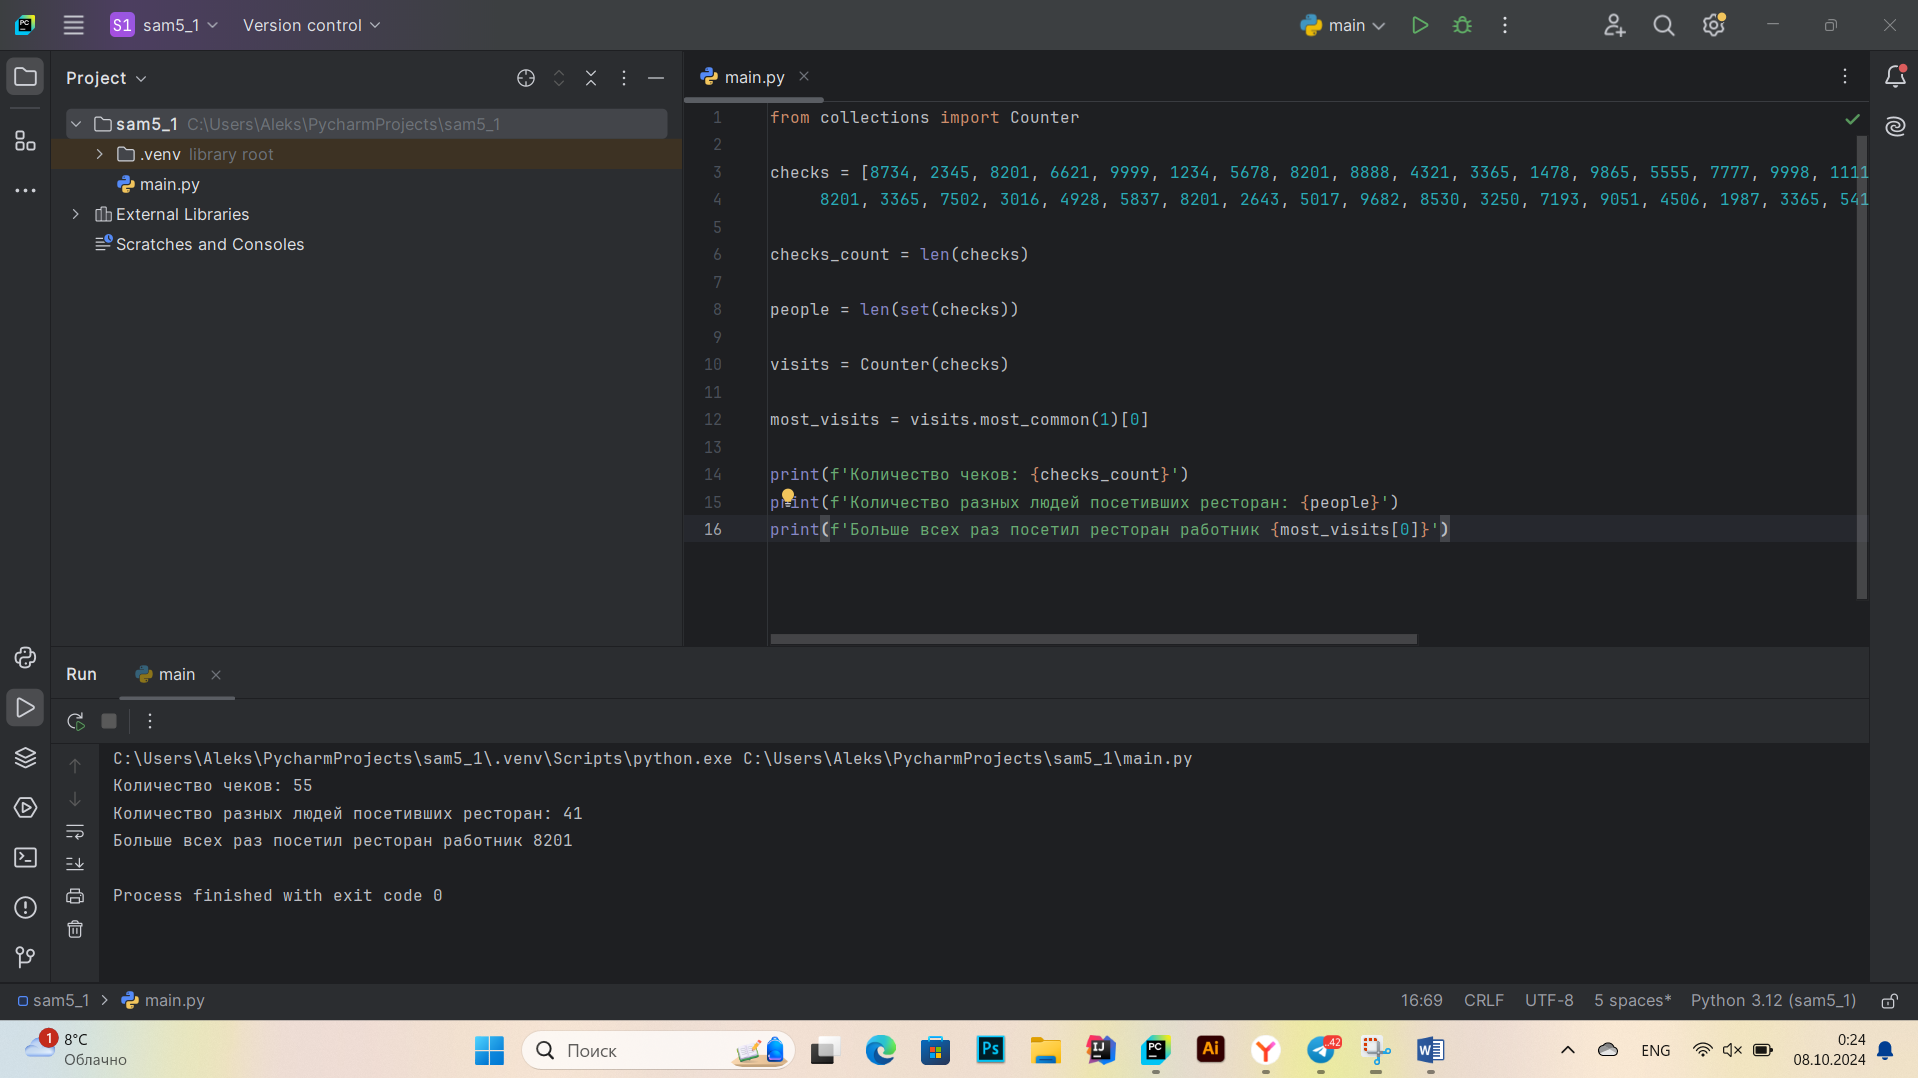 S1 sam5_1 Version control main
Project
main.py
sam5_1 C:\Users\Aleks\PycharmProjects\sam5_1
.venv library root
main.py
External Libraries
Scratches and Consoles
1 from collections import Counter
2
3 checks = [8734, 2345, 8201, 6621, 9999, 1234, 5678, 8201, 8888, 4321, 3365, 1478, 9865, 5555, 7777, 9998, 1111
4 8201, 3365, 7502, 3016, 4928, 5837, 8201, 2643, 5017, 9682, 8530, 3250, 7193, 9051, 4506, 1987, 3365, 541
5
6 checks_count = len(checks)
7
8 people = len(set(checks))
9
10 visits = Counter(checks)
11
12 most_visits = visits.most_common(1)[0]
13
14 print(f'Количество чеков: {checks_count}')
15 print(f'Количество разных людей посетивших ресторан: {people}')
16 print(f'Больше всех раз посетил ресторан работник {most_visits[0]}')
Run main
C:\Users\Aleks\PycharmProjects\sam5_1\.venv\Scripts\python.exe C:\Users\Aleks\PycharmProjects\sam5_1\main.py
Количество чеков: 55
Количество разных людей посетивших ресторан: 41
Больше всех раз посетил ресторан работник 8201
Process finished with exit code 0
sam5_1 main.py 16:69 CRLF UTF-8 5 spaces* Python 3.12 (sam5_1)
1 8°C
Облачно
Поиск
Ps
IJ
PC
Ai
42
W
ENG
0:24
08.10.2024